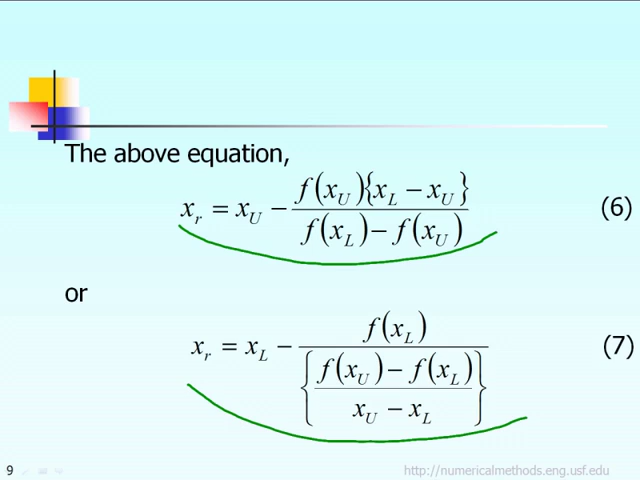 The above equation,
x_r = x_U − f(x_U){x_L − x_U} / f(x_L) − f(x_U) (6)
or
x_r = x_L − f(x_L) / {f(x_U) − f(x_L) / x_U − x_L} (7)
9 http://numericalmethods.eng.usf.edu